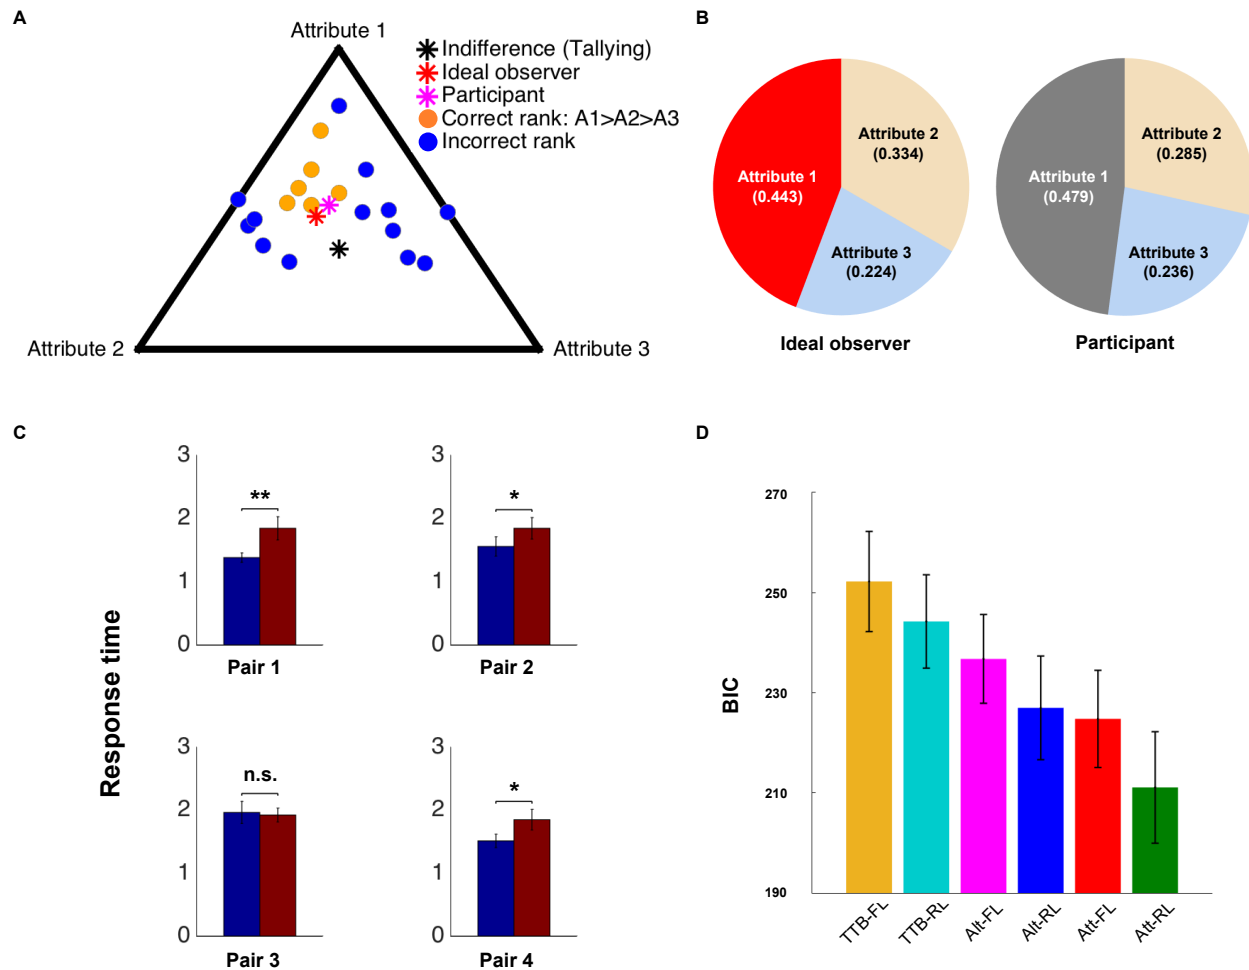 A
Attribute 1
Indifference (Tallying)
Ideal observer
Participant
Correct rank: A1>A2>A3
Incorrect rank
Attribute 2
Attribute 3
B
Attribute 1
(0.443)
Attribute 2
(0.334)
Attribute 3
(0.224)
Ideal observer
Attribute 1
(0.479)
Attribute 2
(0.285)
Attribute 3
(0.236)
Participant
C
Response time
3
2
1
0
**
Pair 1
3
2
1
0
*
Pair 2
3
2
1
0
n.s.
Pair 3
3
2
1
0
*
Pair 4
D
BIC
270
250
230
210
190
TTB-FL
TTB-RL
Alt-FL
Alt-RL
Att-FL
Att-RL